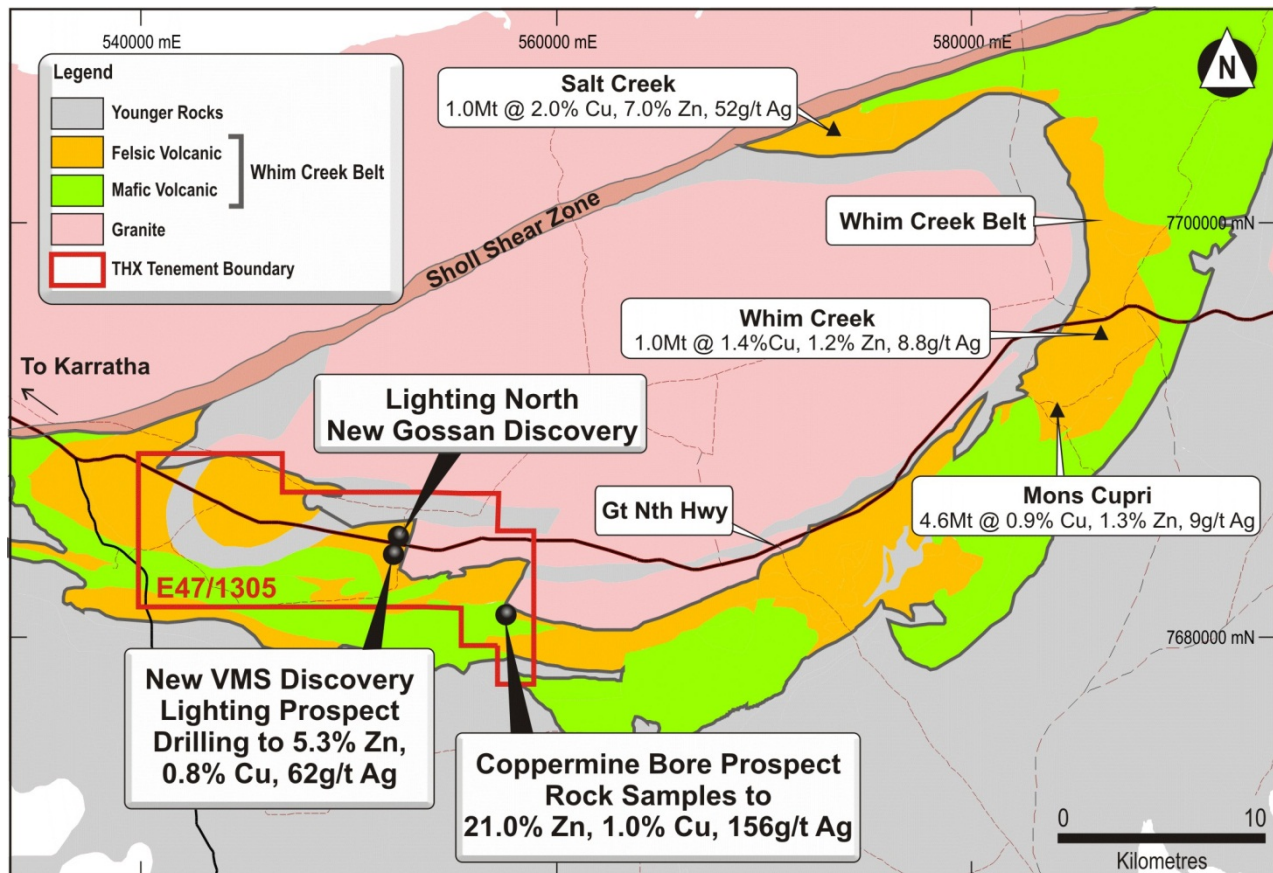 540000 mE
560000 mE
580000 mE
Legend
Younger Rocks
Felsic Volcanic
Mafic Volcanic
Whim Creek Belt
Granite
THX Tenement Boundary
N
Salt Creek
1.0Mt @ 2.0% Cu, 7.0% Zn, 52g/t Ag
Whim Creek Belt
7700000 mN
Sholl Shear Zone
Whim Creek
1.0Mt @ 1.4%Cu, 1.2% Zn, 8.8g/t Ag
To Karratha
Lighting North
New Gossan Discovery
Mons Cupri
4.6Mt @ 0.9% Cu, 1.3% Zn, 9g/t Ag
Gt Nth Hwy
E47/1305
7680000 mN
New VMS Discovery
Lighting Prospect
Drilling to 5.3% Zn,
0.8% Cu, 62g/t Ag
Coppermine Bore Prospect
Rock Samples to
21.0% Zn, 1.0% Cu, 156g/t Ag
0 10
Kilometres